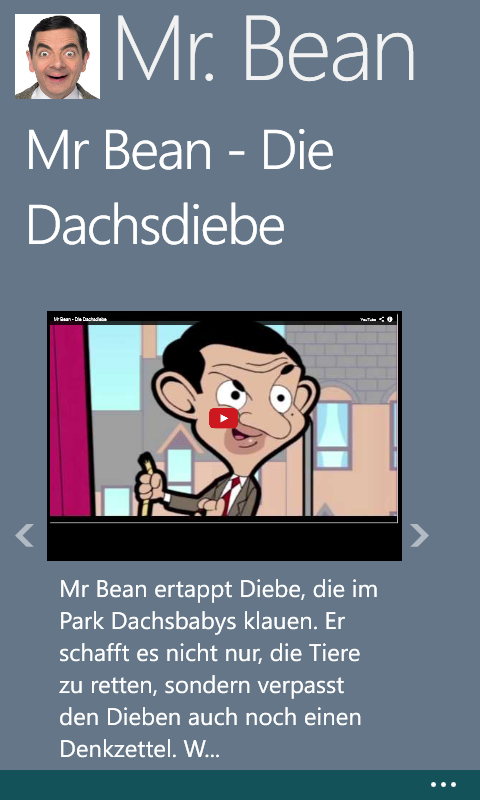 Mr. Bean
Mr Bean - Die
Dachsdiebe
Mr Bean - Die Dachsdiebe
YouTube
Mr Bean ertappt Diebe, die im
Park Dachsbabys klauen. Er
schafft es nicht nur, die Tiere
zu retten, sondern verpasst
den Dieben auch noch einen
Denkzettel. W...